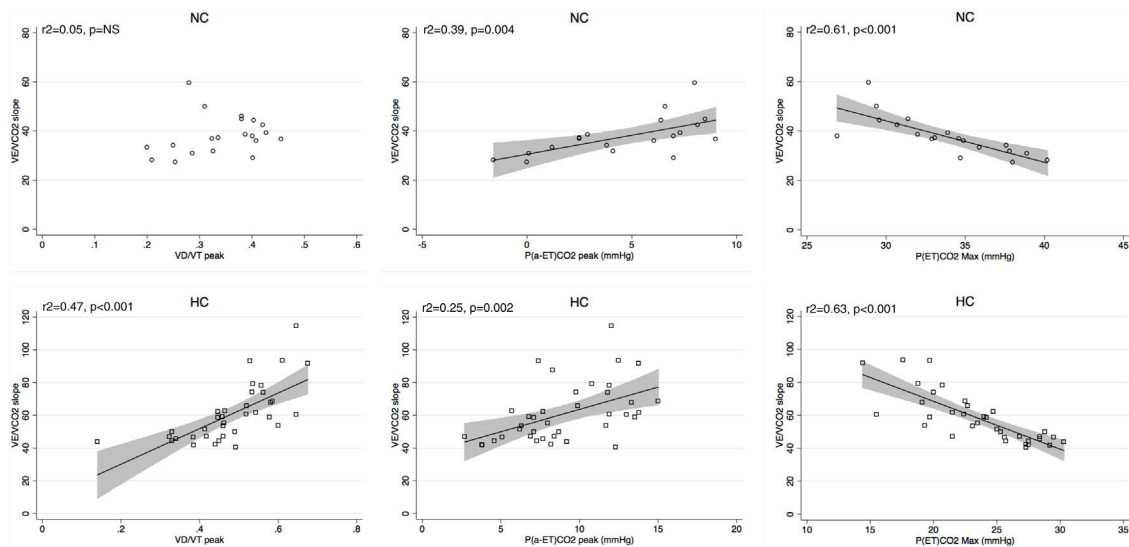 NC
r2=0.05, p=NS
80
60
40
20
0
VE/VCO2 slope
0 .1 .2 .3 .4 .5 .6
VD/VT peak
NC
r2=0.39, p=0.004
80
60
40
20
0
VE/VCO2 slope
-5 0 5 10
P(a-ET)CO2 peak (mmHg)
NC
r2=0.61, p<0.001
80
60
40
20
0
VE/VCO2 slope
25 30 35 40 45
P(ET)CO2 Max (mmHg)
HC
r2=0.47, p<0.001
120
100
80
60
40
20
0
VE/VCO2 slope
0 .2 .4 .6 .8
VD/VT peak
HC
r2=0.25, p=0.002
120
100
80
60
40
20
0
VE/VCO2 slope
0 5 10 15 20
P(a-ET)CO2 peak (mmHg)
HC
r2=0.63, p<0.001
120
100
80
60
40
20
0
VE/VCO2 slope
10 15 20 25 30 35
P(ET)CO2 Max (mmHg)